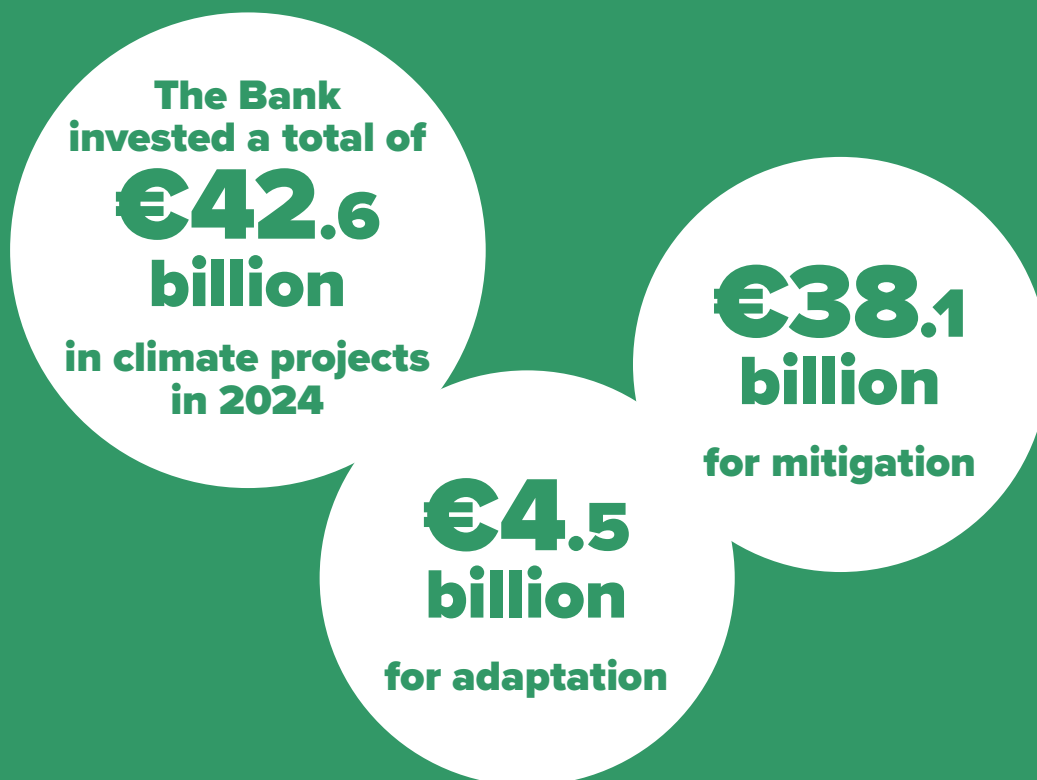 The Bank
invested a total of
€42.6
billion
in climate projects
in 2024
€38.1
billion
for mitigation
€4.5
billion
for adaptation